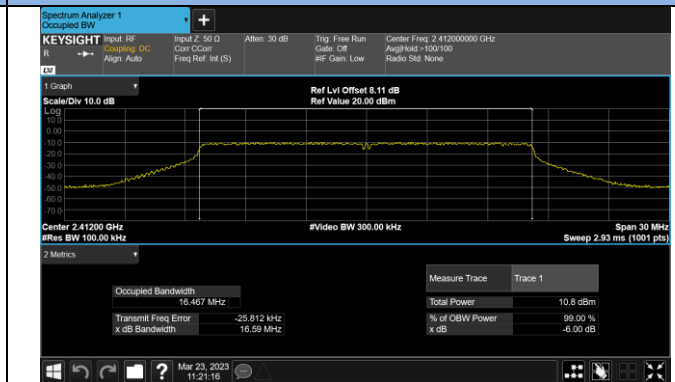 Spectrum Analyzer 1
Occupied BW
KEYSIGHT Input: RF Input Z: 50 Ω Atten: 30 dB Trig: Free Run Center Freq: 2.412000000 GHz
R Coupling: DC Corr CCorr Gate: Off Avg|Hold:>100/100
Align: Auto Freq Ref: Int (S) #IF Gain: Low Radio Std: None
LXI
1 Graph Ref Lvl Offset 8.11 dB
Scale/Div 10.0 dB Ref Value 20.00 dBm
Log
10.0
0.00
-10.0
-20.0
-30.0
-40.0
-50.0
-60.0
-70.0
Center 2.41200 GHz #Video BW 300.00 kHz Span 30 MHz
#Res BW 100.00 kHz Sweep 2.93 ms (1001 pts)
2 Metrics
Measure Trace Trace 1
Occupied Bandwidth
16.467 MHz Total Power 10.8 dBm
Transmit Freq Error -25.812 kHz % of OBW Power 99.00 %
x dB Bandwidth 16.59 MHz x dB -6.00 dB
? Mar 23, 2023
11:21:16